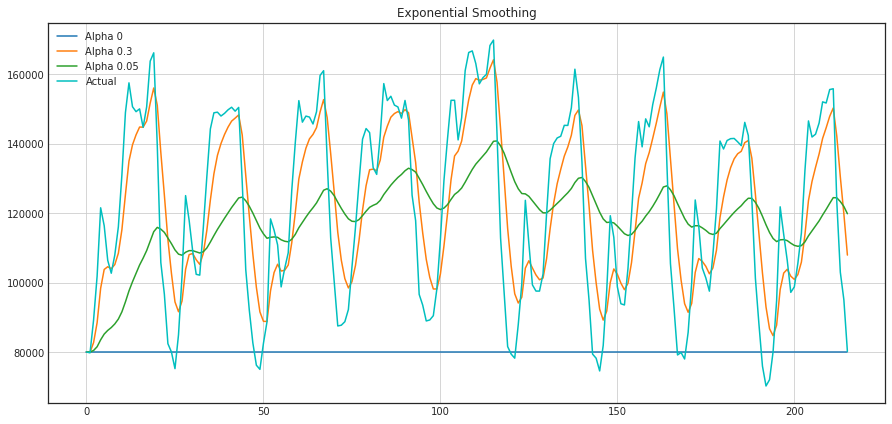 Exponential Smoothing
Alpha 0
Alpha 0.3
Alpha 0.05
Actual
160000
140000
120000
100000
80000
0
50
100
150
200